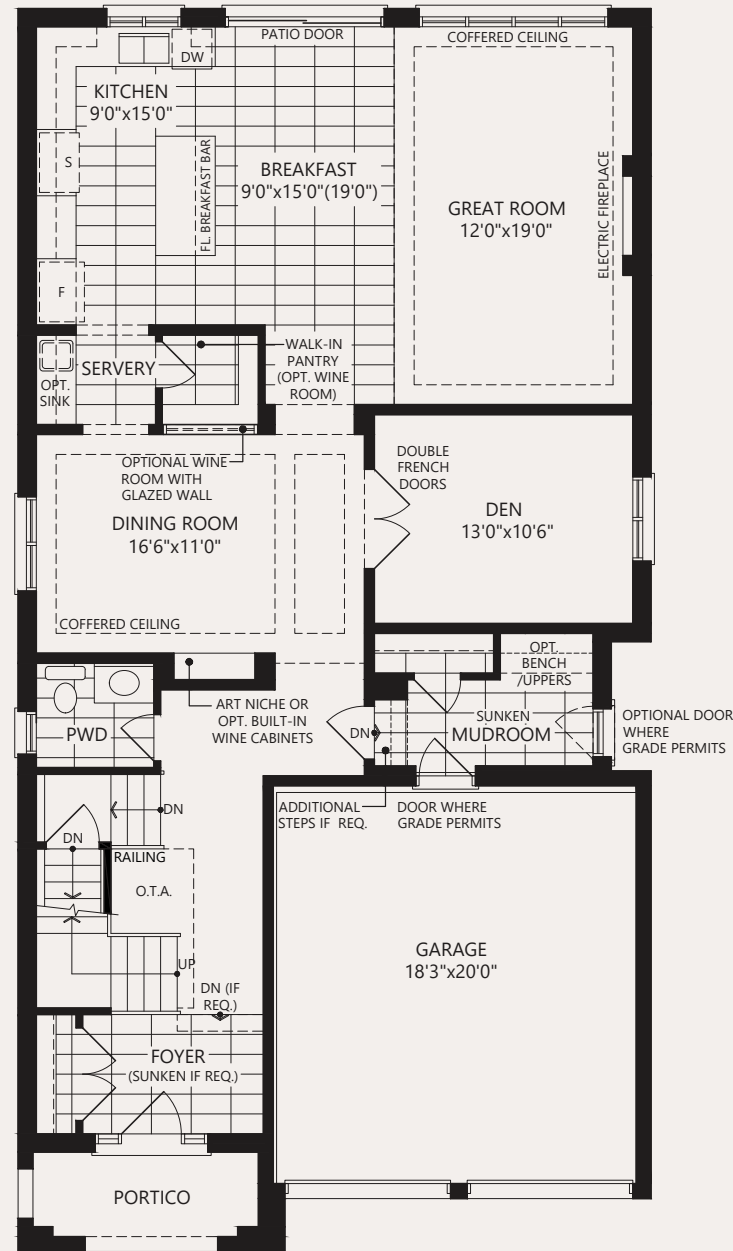 PATIO DOOR
COFFERED CEILING
DW
KITCHEN
9'0"x15'0"
S
FL. BREAKFAST BAR
BREAKFAST
9'0"x15'0"(19'0")
GREAT ROOM
12'0"x19'0"
ELECTRIC FIREPLACE
F
SERVERY
OPT.
SINK
WALK-IN
PANTRY
(OPT. WINE
ROOM)
OPTIONAL WINE
ROOM WITH
GLAZED WALL
DOUBLE
FRENCH
DOORS
DINING ROOM
16'6"x11'0"
DEN
13'0"x10'6"
COFFERED CEILING
OPT.
BENCH
/UPPERS
PWD
ART NICHE OR
OPT. BUILT-IN
WINE CABINETS
DN
SUNKEN
MUDROOM
OPTIONAL DOOR
WHERE
GRADE PERMITS
ADDITIONAL
STEPS IF REQ.
DOOR WHERE
GRADE PERMITS
DN
DN
RAILING
O.T.A.
UP
DN (IF
REQ.)
GARAGE
18'3"x20'0"
FOYER
(SUNKEN IF REQ.)
PORTICO